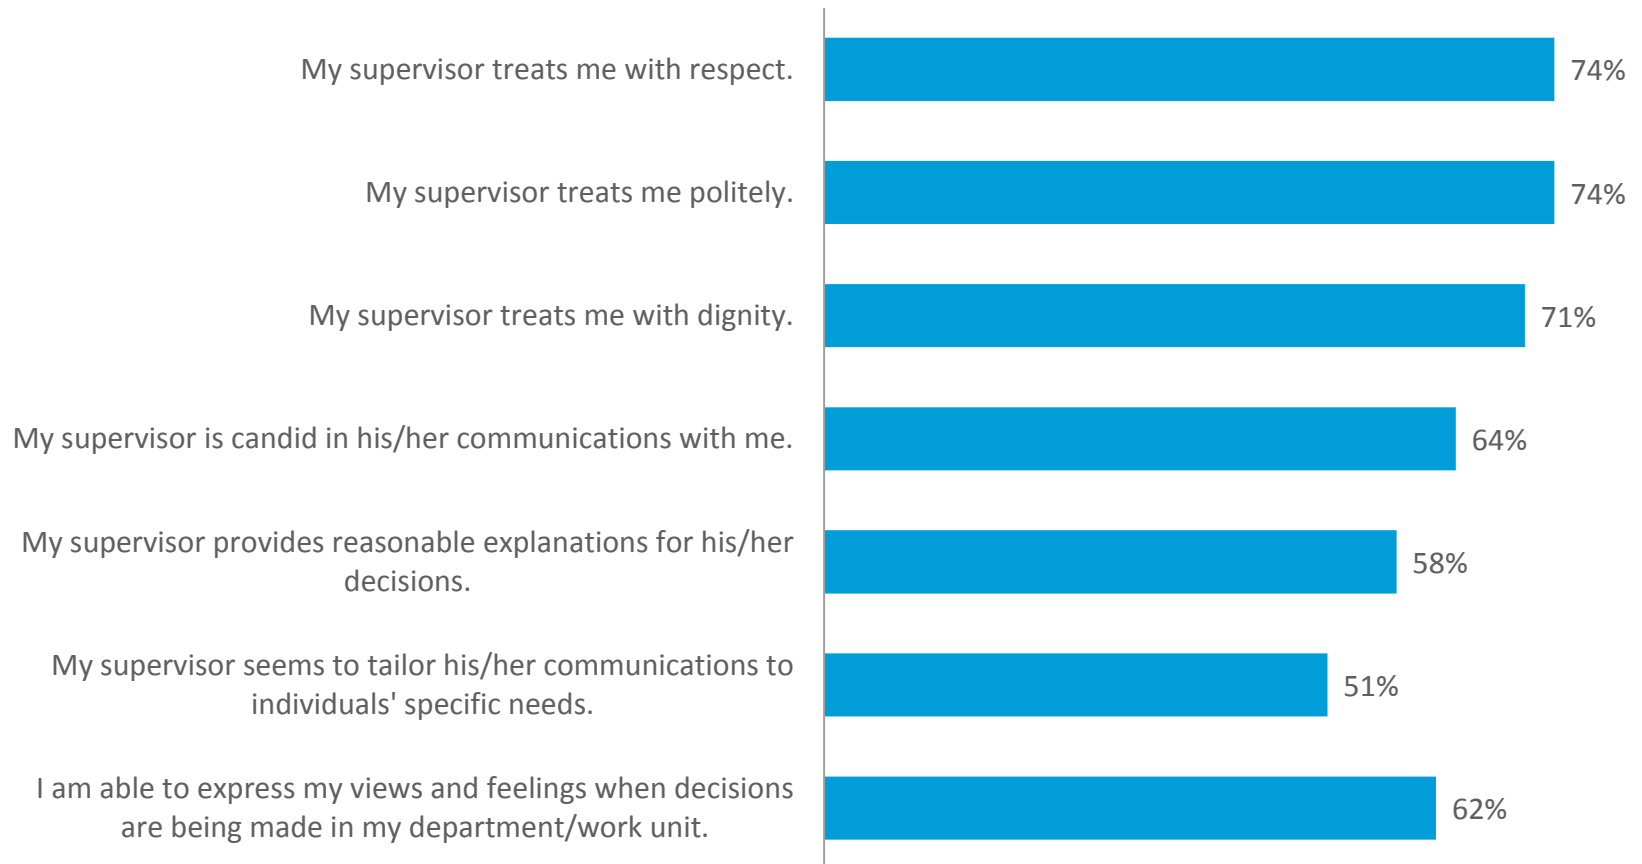 My supervisor treats me with respect.
74%
My supervisor treats me politely.
74%
My supervisor treats me with dignity.
71%
My supervisor is candid in his/her communications with me.
64%
My supervisor provides reasonable explanations for his/her
decisions.
58%
My supervisor seems to tailor his/her communications to
individuals' specific needs.
51%
I am able to express my views and feelings when decisions
are being made in my department/work unit.
62%